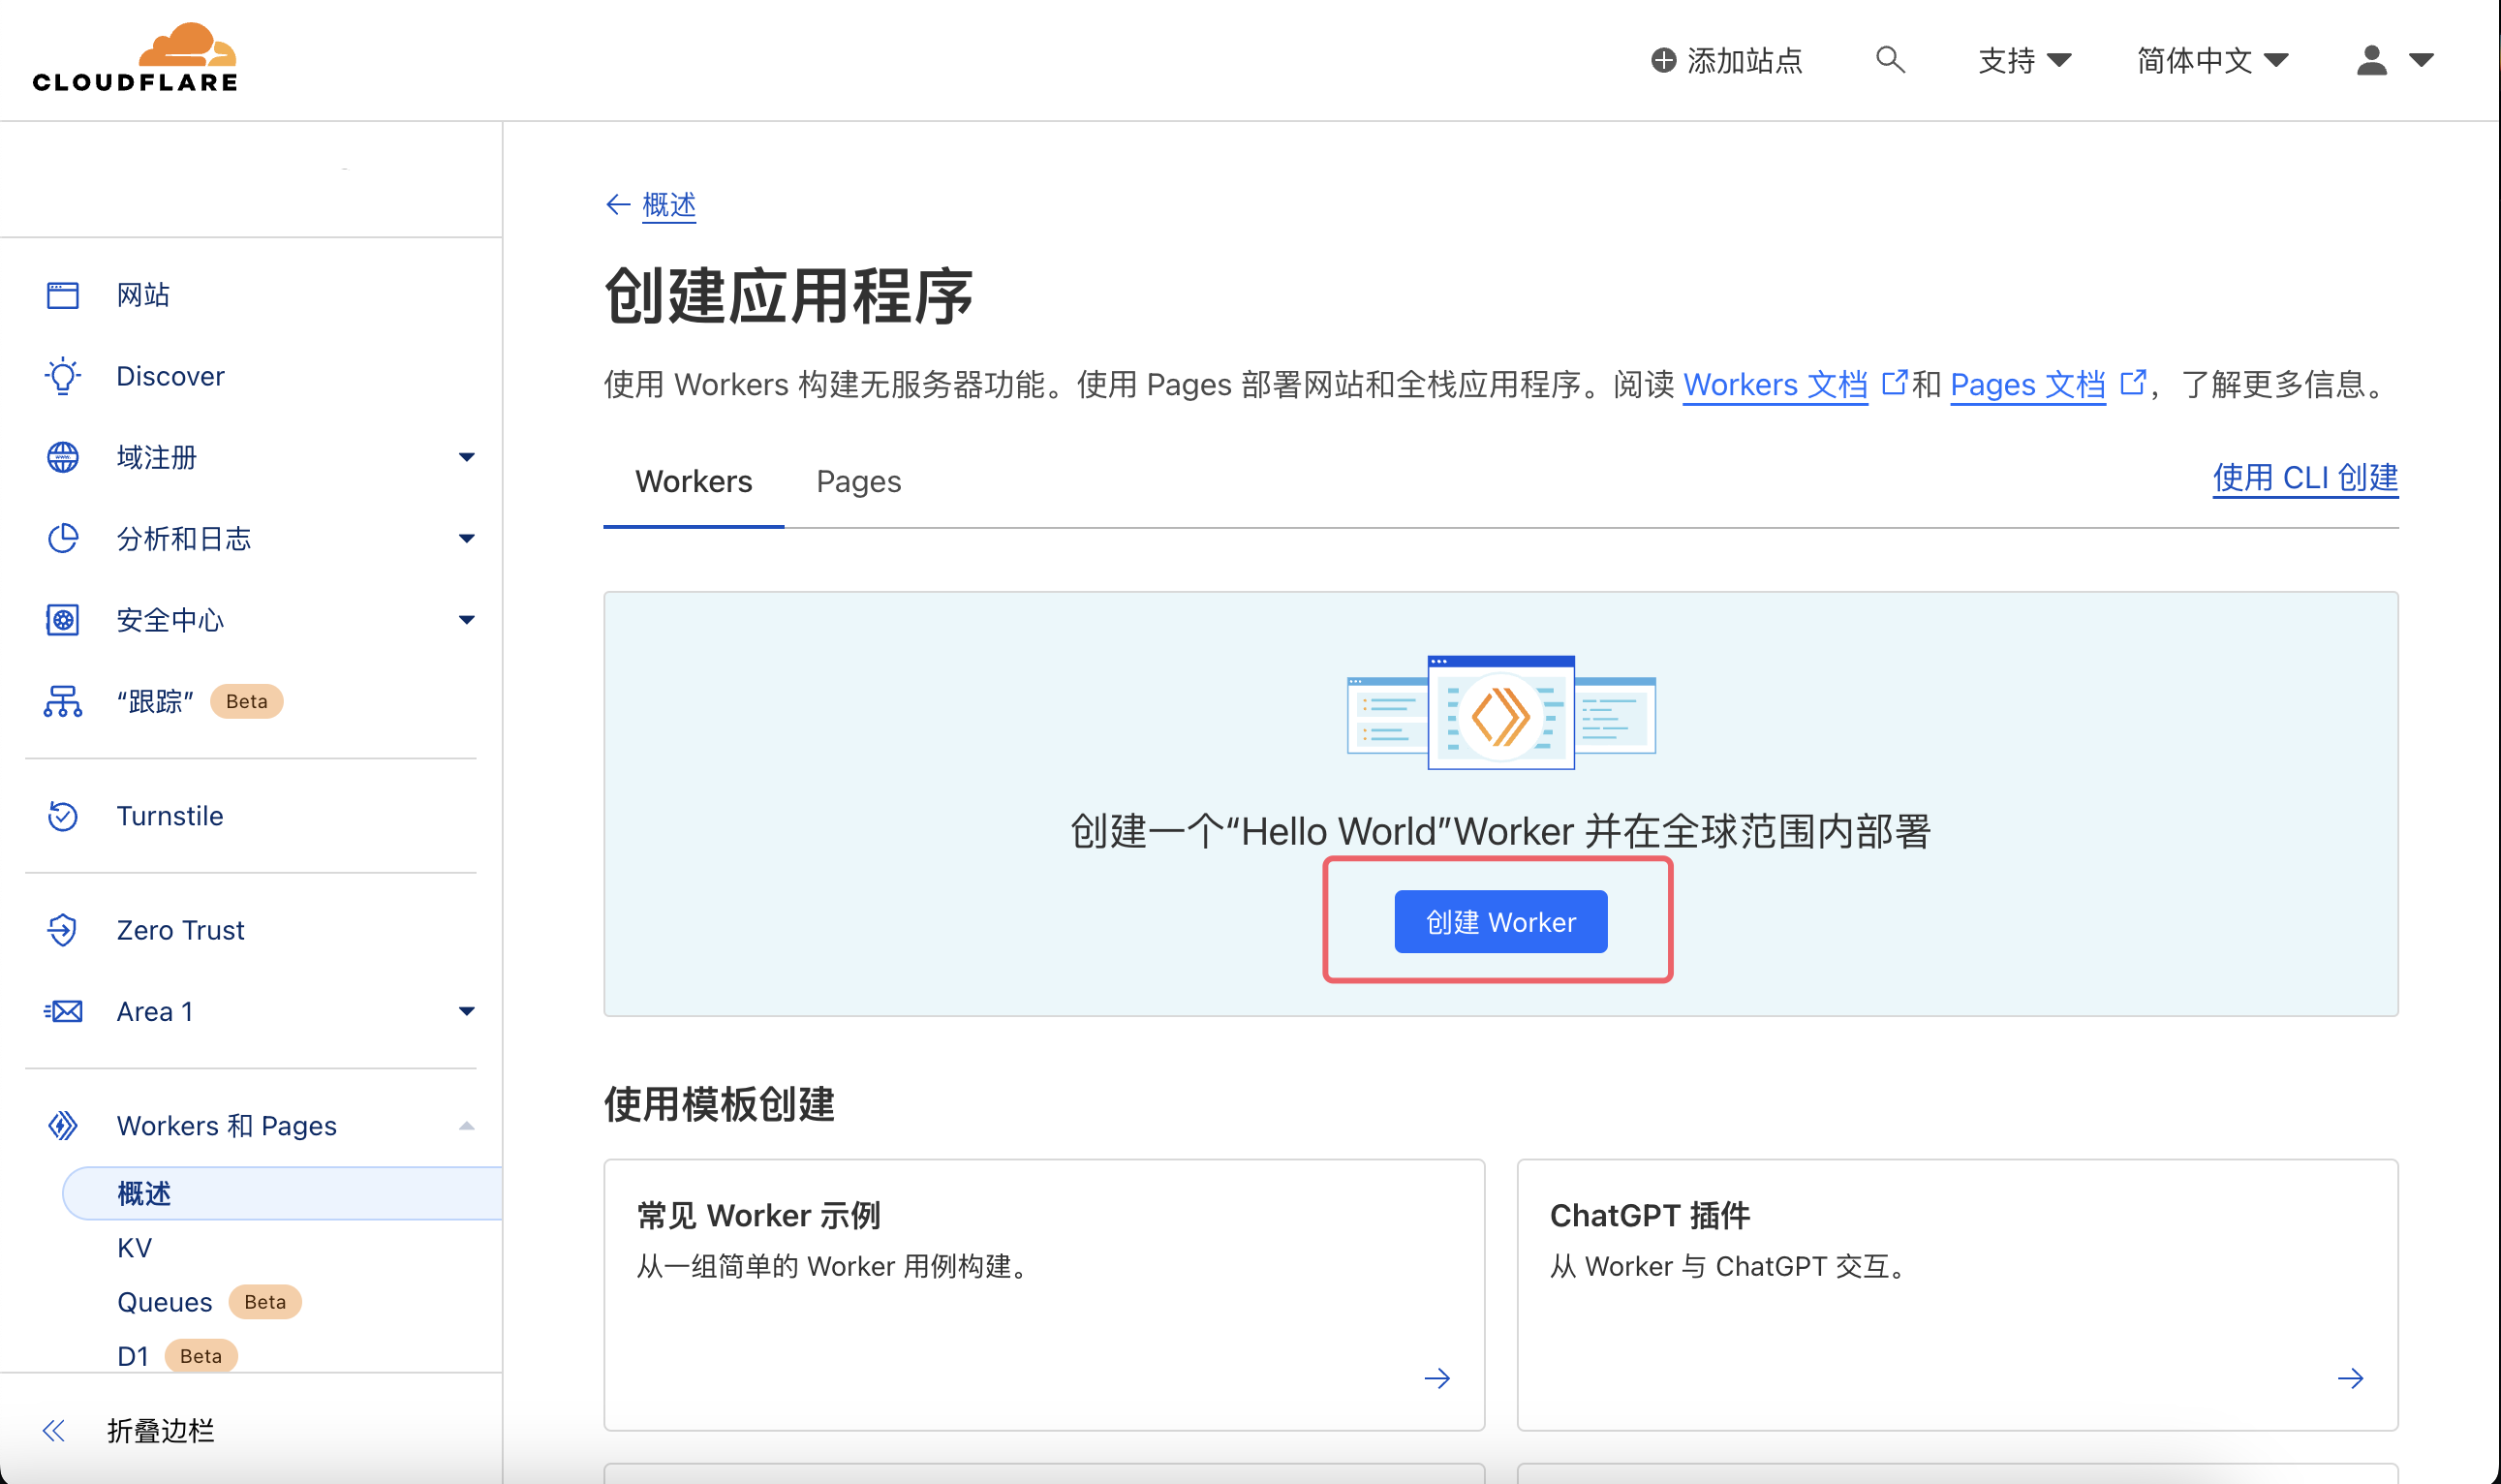 CLOUDFLARE
添加站点
支持
简体中文
网站
Discover
域注册
分析和日志
安全中心
“跟踪” Beta
Turnstile
Zero Trust
Area 1
Workers 和 Pages
概述
KV
Queues Beta
D1 Beta
折叠边栏
概述
创建应用程序
使用 Workers 构建无服务器功能。使用 Pages 部署网站和全栈应用程序。阅读 Workers 文档 和 Pages 文档 ，了解更多信息。
Workers Pages 使用 CLI 创建
创建一个“Hello World”Worker 并在全球范围内部署
创建 Worker
使用模板创建
常见 Worker 示例
从一组简单的 Worker 用例构建。
ChatGPT 插件
从 Worker 与 ChatGPT 交互。